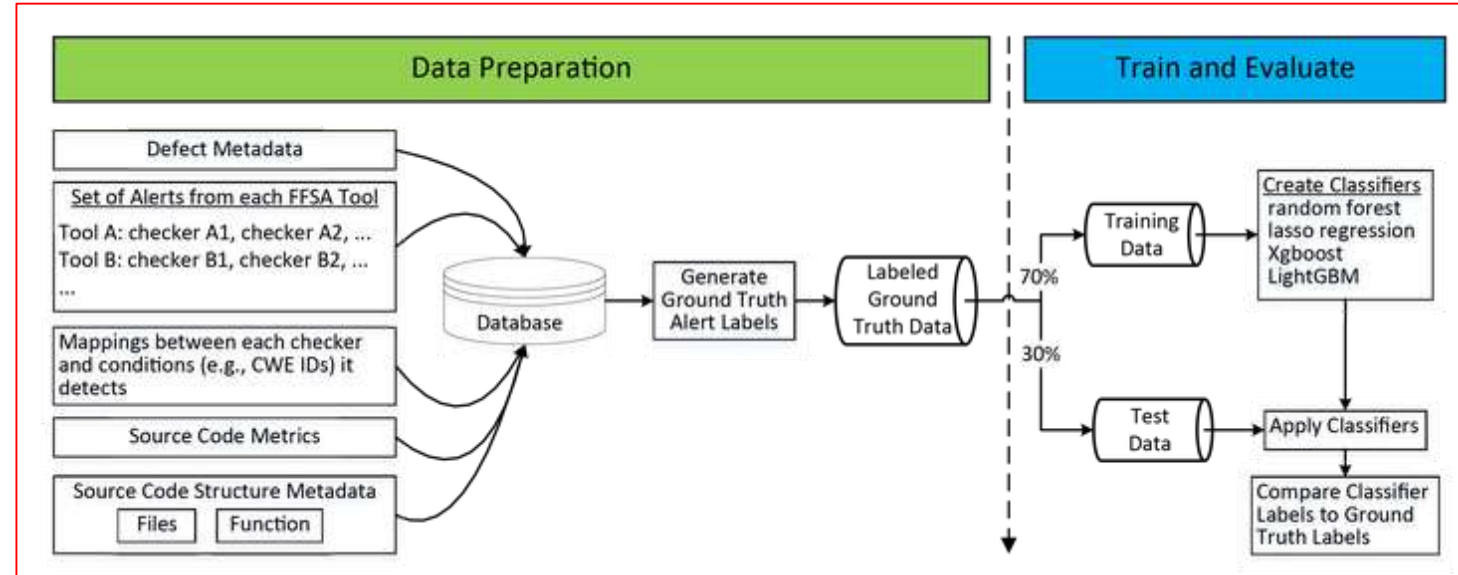 Data Preparation
Train and Evaluate
Defect Metadata
Set of Alerts from each FFSA Tool
Tool A: checker A1, checker A2, ...
Tool B: checker B1, checker B2, ...
...
Mappings between each checker
and conditions (e.g., CWE IDs) it
detects
Source Code Metrics
Source Code Structure Metadata
Files
Function
Database
Generate
Ground Truth
Alert Labels
Labeled
Ground
Truth Data
70%
30%
Training
Data
Test
Data
Create Classifiers
random forest
lasso regression
Xgboost
LightGBM
Apply Classifiers
Compare Classifier
Labels to Ground
Truth Labels